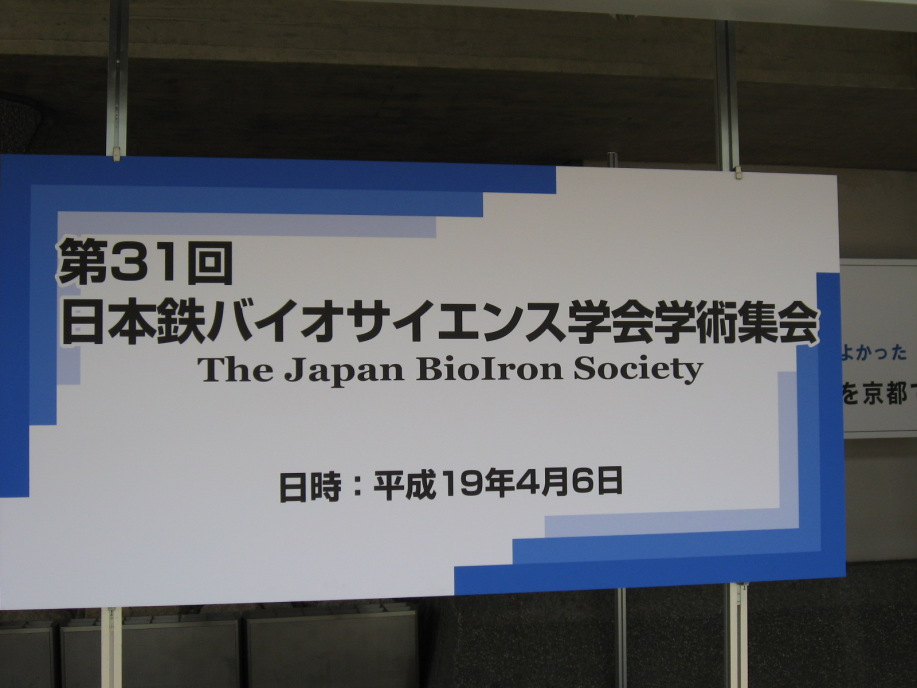 第31回
日本鉄バイオサイエンス学会学術集会
The Japan BioIron Society
日時：平成19年4月6日
よかった
を京都